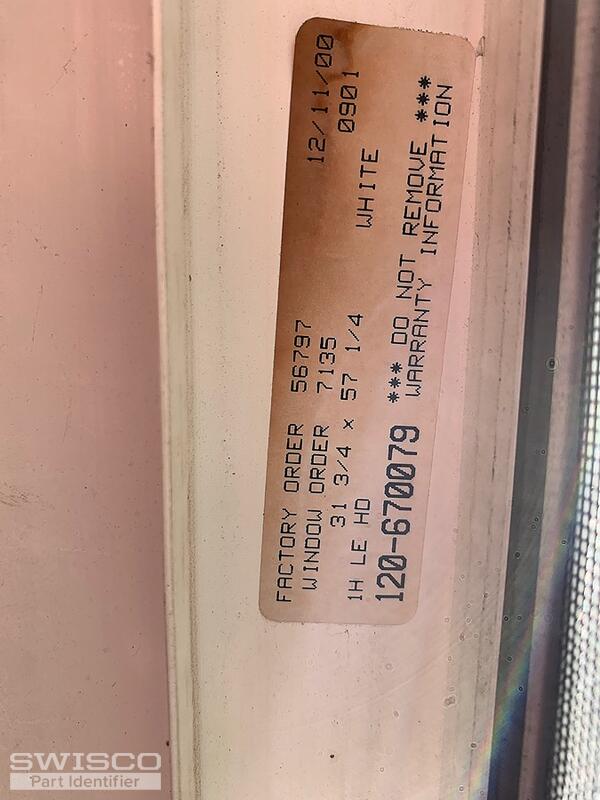 FACTORY ORDER 56797 12/11/00
WINDOW ORDER 7135 0901
31 3/4 x 57 1/4 WHITE
1H LE HD
120-670079 *** DO NOT REMOVE ***
WARRANTY INFORMATION
SWISCO
Part Identifier